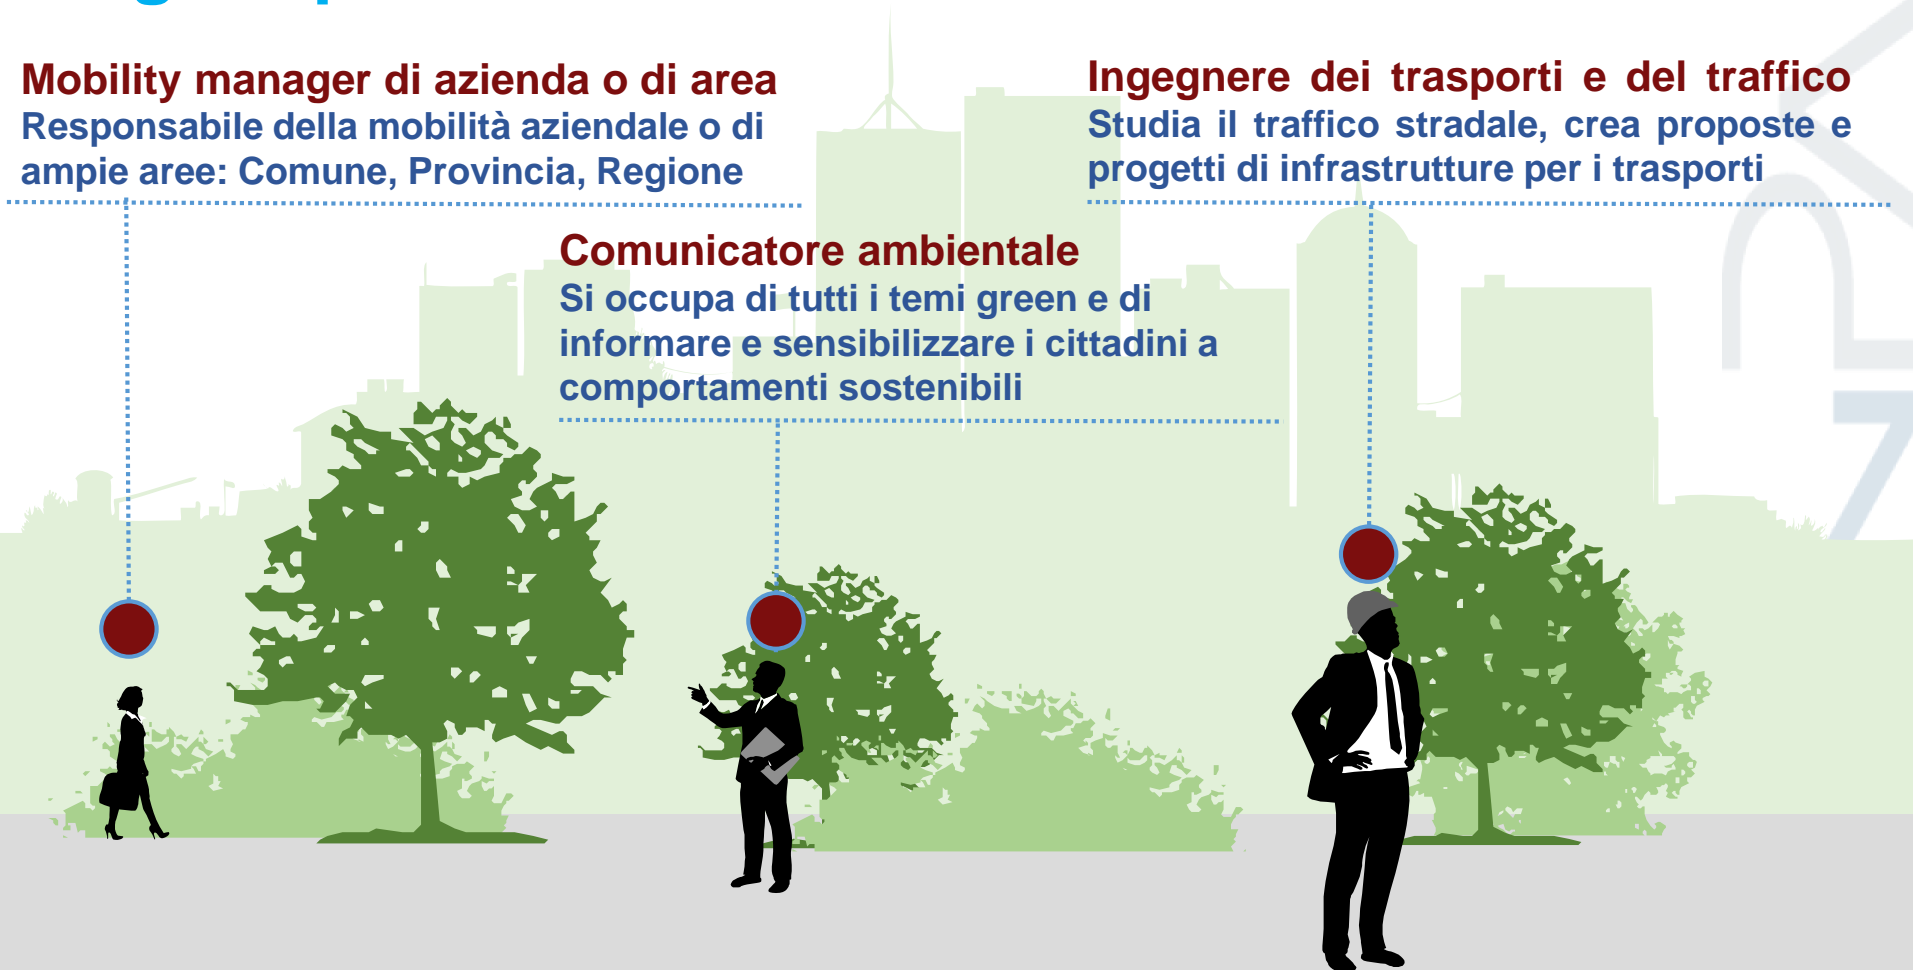 Mobility manager di azienda o di area
Responsabile della mobilità aziendale o di
ampie aree: Comune, Provincia, Regione
Ingegnere dei trasporti e del traffico
Studia il traffico stradale, crea proposte e
progetti di infrastrutture per i trasporti
Comunicatore ambientale
Si occupa di tutti i temi green e di
informare e sensibilizzare i cittadini a
comportamenti sostenibili